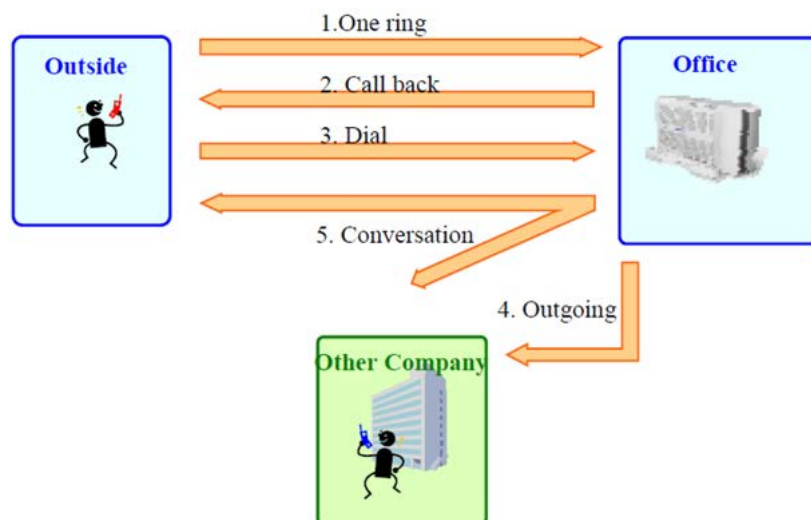 1.One ring
Outside
Office
2. Call back
3. Dial
5. Conversation
4. Outgoing
Other Company